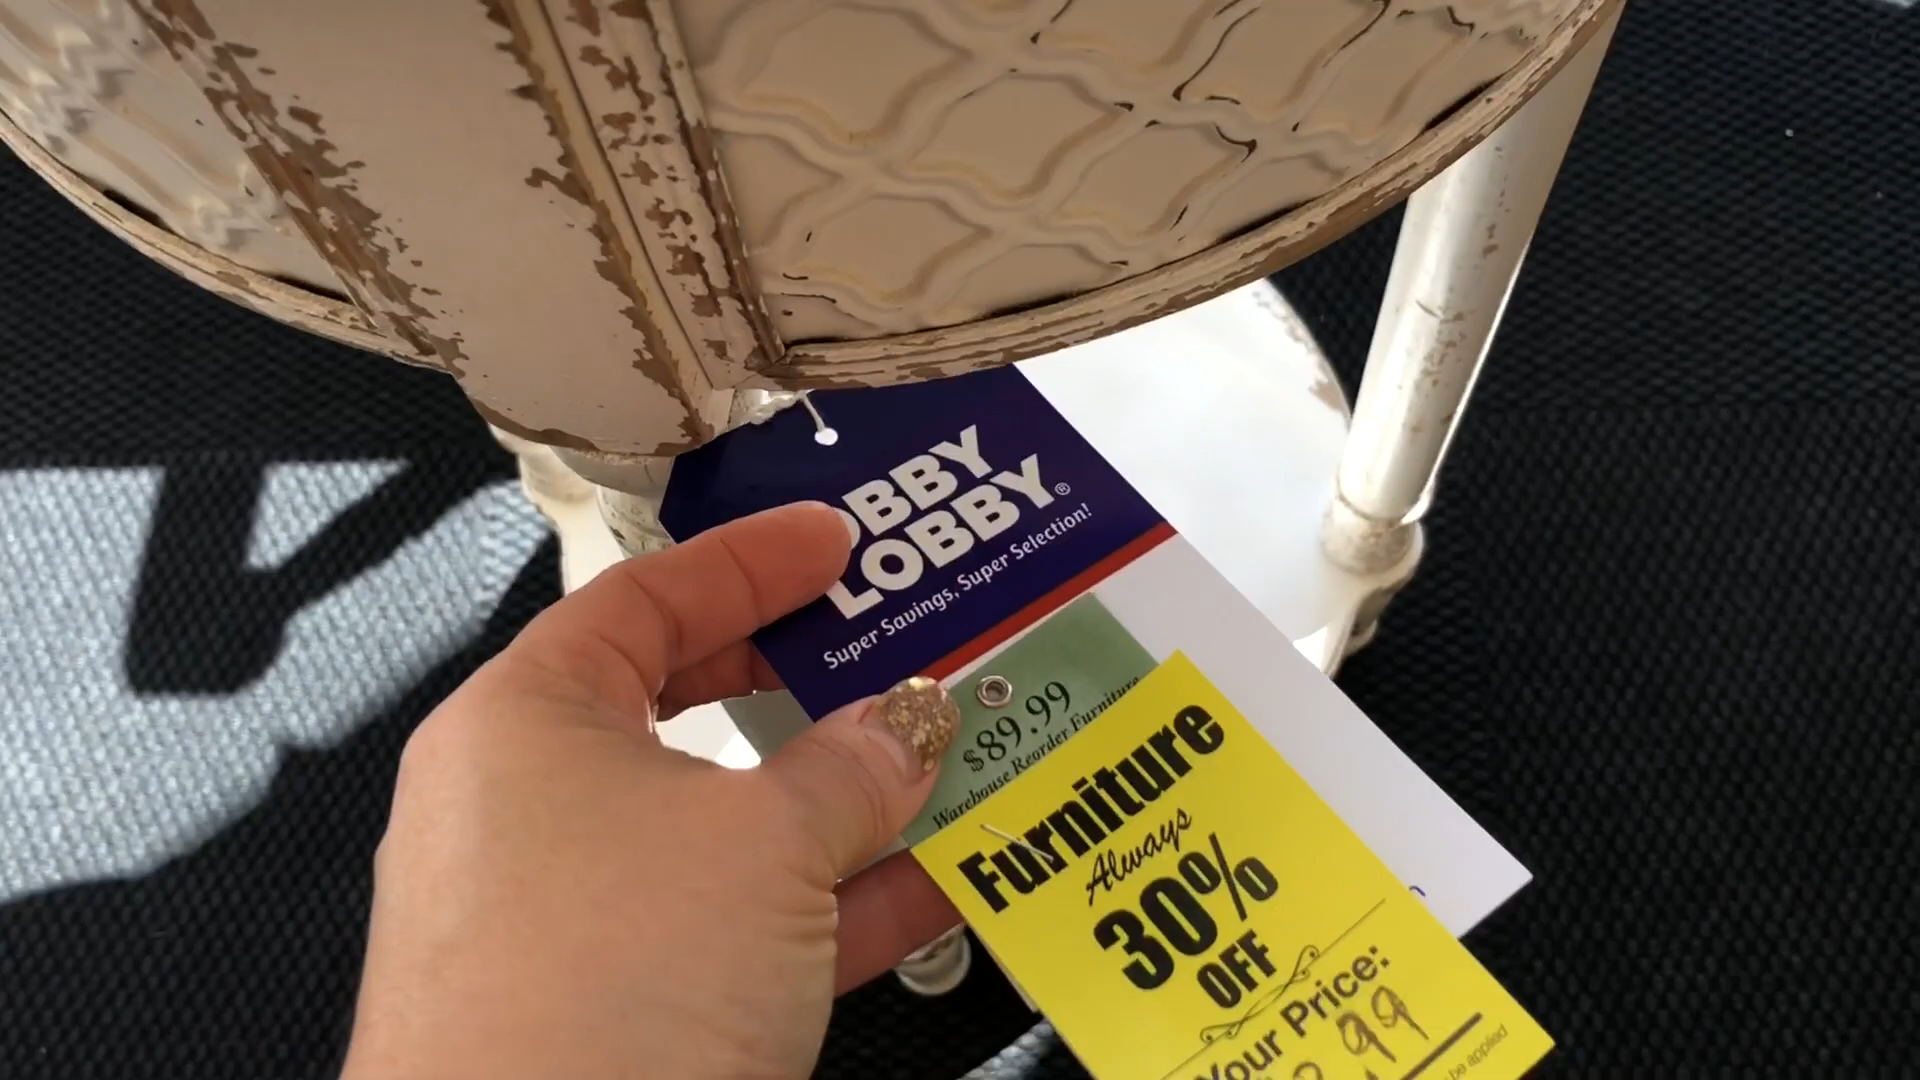 OBBY
LOBBY®
Super Savings, Super Selection!
$89.99
Warehouse Reorder Furniture
Furniture
Always
30%
OFF
Your Price:
99
be applied